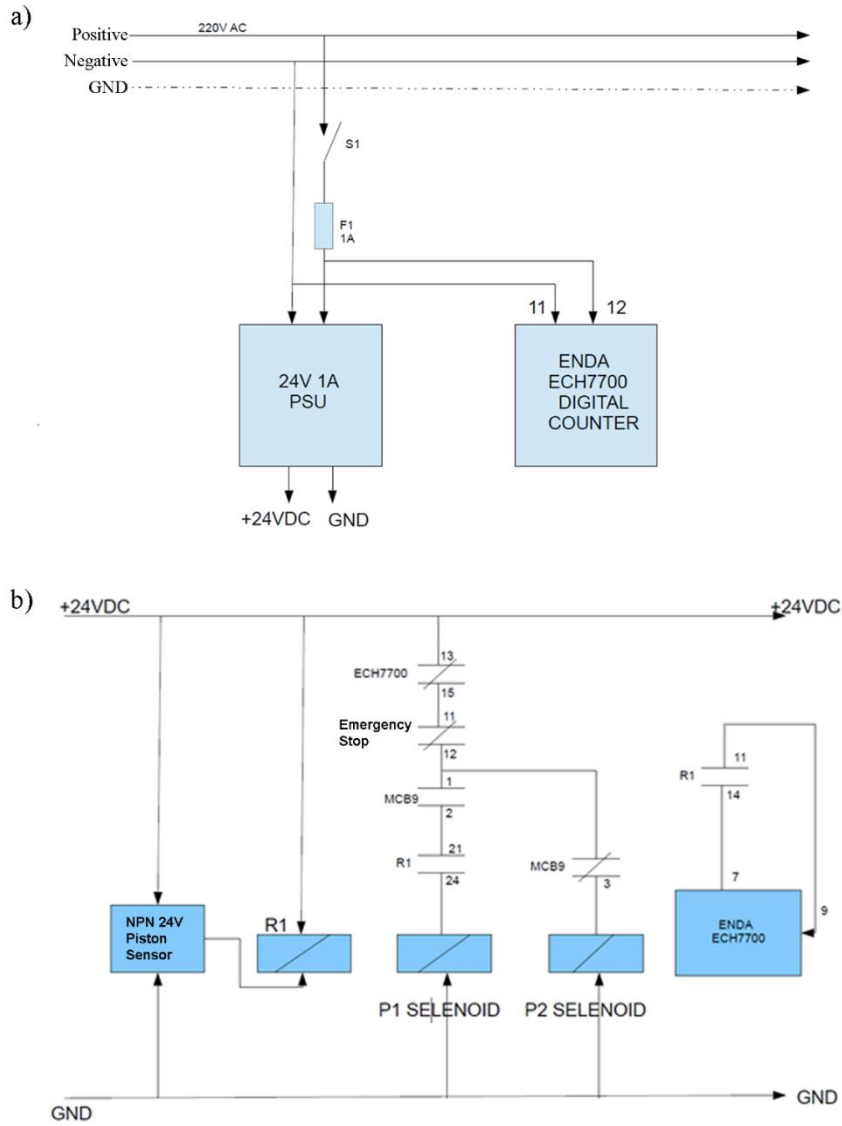 a)
Positive
220V AC
Negative
GND
S1
F1
1A
11
12
24V 1A
PSU
ENDA
ECH7700
DIGITAL
COUNTER
+24VDC
GND
b)
+24VDC
+24VDC
13
ECH7700
15
11
Emergency
Stop
12
1
MCB9
2
21
R1
24
MCB9
3
11
R1
14
7
9
NPN 24V
Piston
Sensor
R1
ENDA
ECH7700
P1 SELENOID
P2 SELENOID
GND
GND